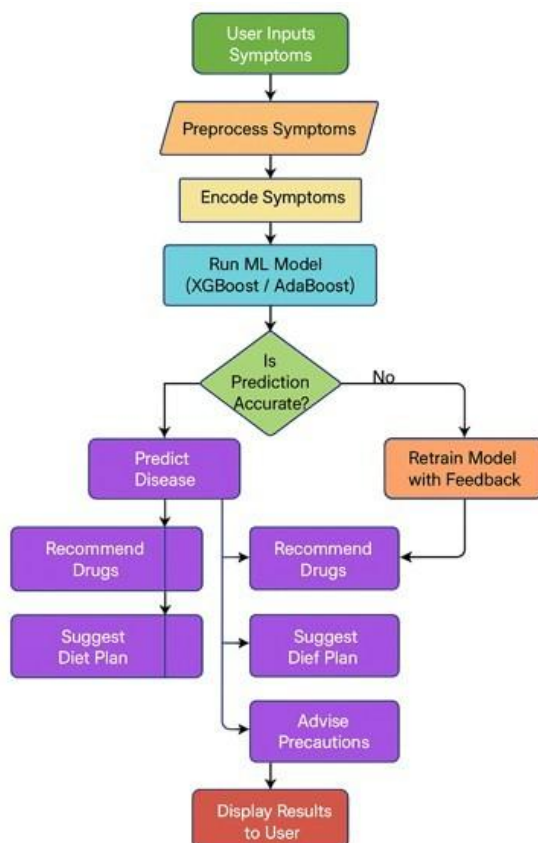 User Inputs
Symptoms
Preprocess Symptoms
Encode Symptoms
Run ML Model
(XGBoost / AdaBoost)
Is
Prediction
Accurate?
No
Predict
Disease
Retrain Model
with Feedback
Recommend
Drugs
Recommend
Drugs
Suggest
Diet Plan
Suggest
Dief Plan
Advise
Precautions
Display Results
to User